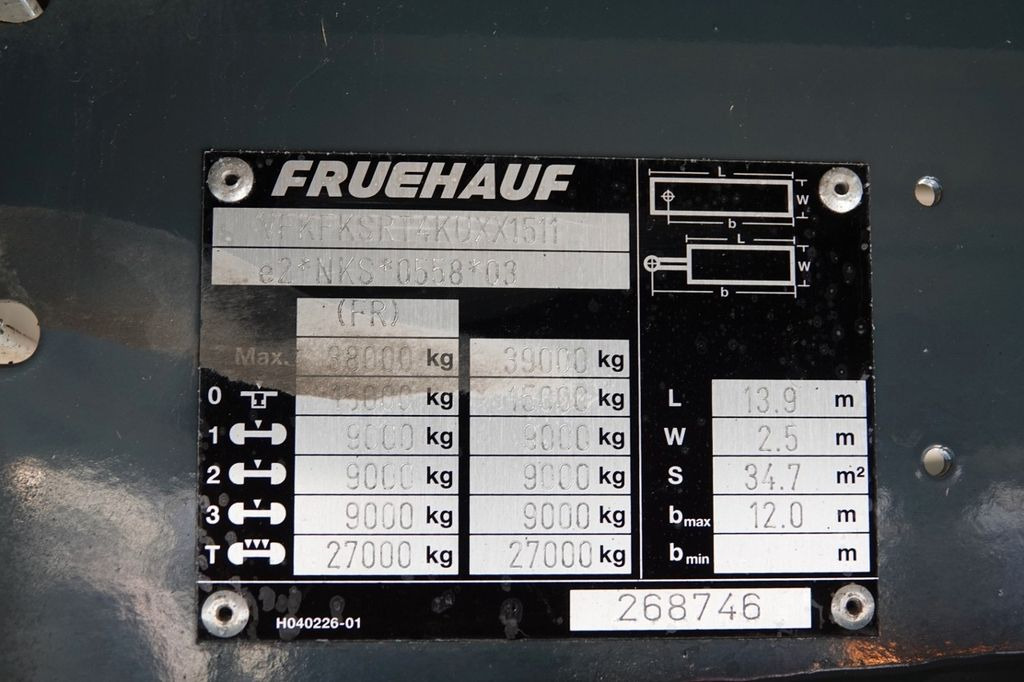 FRUEHAUF
VFKFKSRT4KUXX1511
e2*NKS*0558*03
(FR)
Max. 38000 kg 39000 kg
0 15000 kg 15000 kg
1 9000 kg 9000 kg
2 9000 kg 9000 kg
3 9000 kg 9000 kg
T 27000 kg 27000 kg
L
W
b
L
W
b
L 13.9 m
W 2.5 m
S 34.7 m²
bmax 12.0 m
bmin m
H040226-01
268746